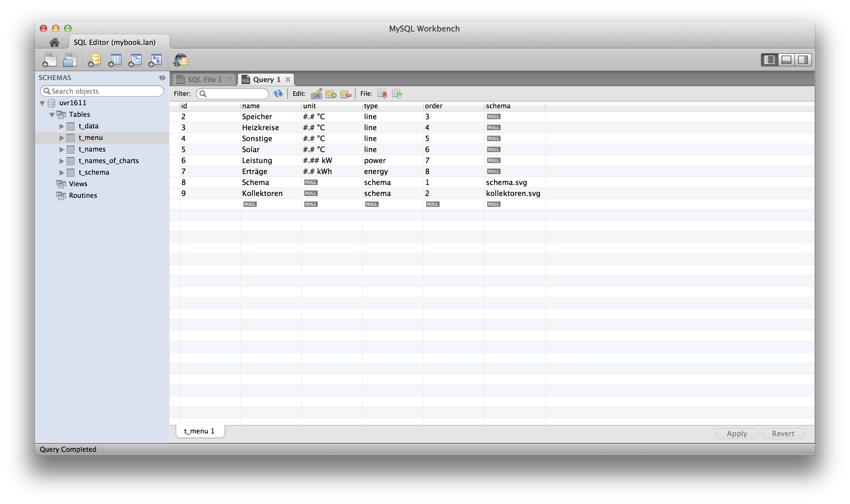 MySQL Workbench
SQL Editor (mybook.lan)
SCHEMAS
Search objects
uvr1611
Tables
t_data
t_menu
t_names
t_names_of_charts
t_schema
Views
Routines
SQL File 1
Query 1
Filter:
Edit:
File:
id name unit type order schema
2 Speicher #.# °C line 3 NULL
3 Heizkreise #.# °C line 4 NULL
4 Sonstige #.# °C line 5 NULL
5 Solar #.# °C line 6 NULL
6 Leistung #.## kW power 7 NULL
7 Erträge #.# kWh energy 8 NULL
8 Schema NULL schema 1 schema.svg
9 Kollektoren NULL schema 2 kollektoren.svg
NULL NULL NULL NULL NULL
t_menu 1
Apply
Revert
Query Completed